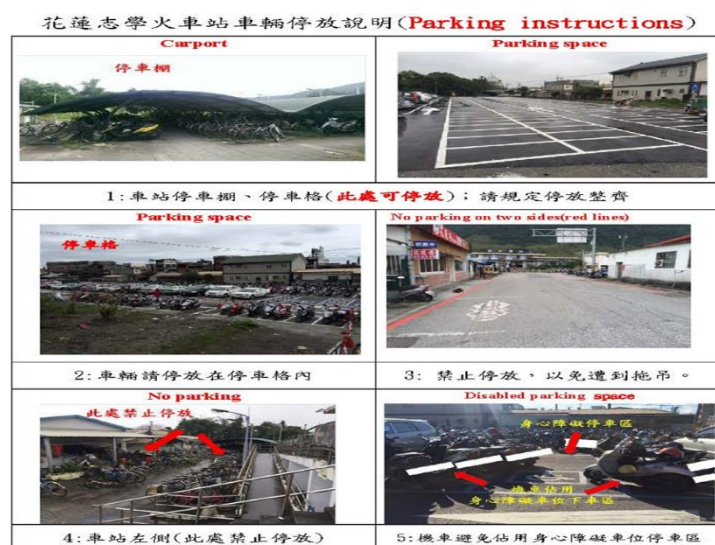 花蓮志學火車站車輛停放說明(Parking instructions)
Carport
停車棚
Parking space
1:車站停車棚、停車格(此處可停放)；請規定停放整齊
Parking space
停車格
No parking on two sides(red lines)
2:車輛請停放在停車格內
3: 禁止停放，以免遭到拖吊。
No parking
此處禁止停放
Disabled parking space
身心障礙停車區
機車佔用
身心障礙車位下車區
4:車站左側(此處禁止停放)
5:機車避免佔用身心障礙車位停車區